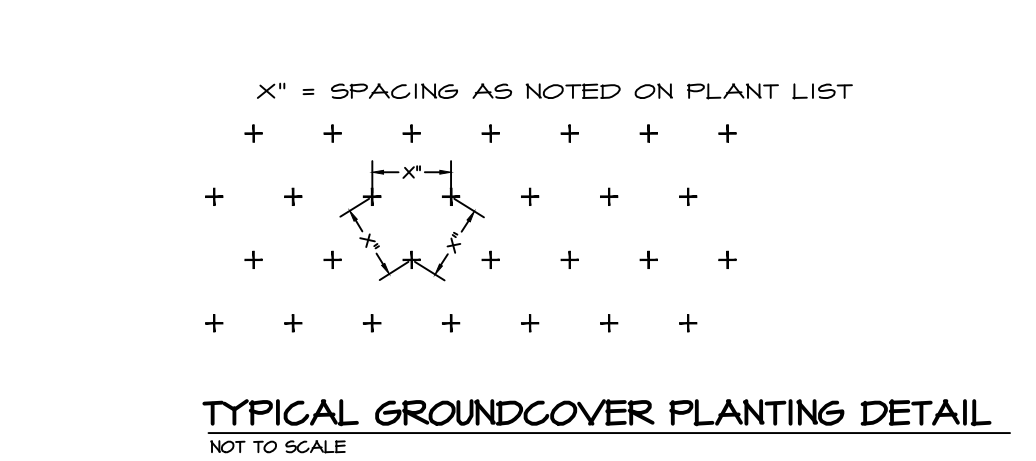 X" = SPACING AS NOTED ON PLANT LIST
X"
X"
X"
TYPICAL GROUNDCOVER PLANTING DETAIL
NOT TO SCALE